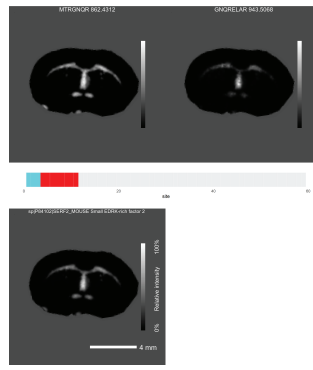 MTRGNQR 862.4312
GNQRELAR 943.5068
0 20 40 60
site
sp|P84102|SERF2_MOUSE Small EDRK-rich factor 2
100%
Relative intensity
0%
4 mm